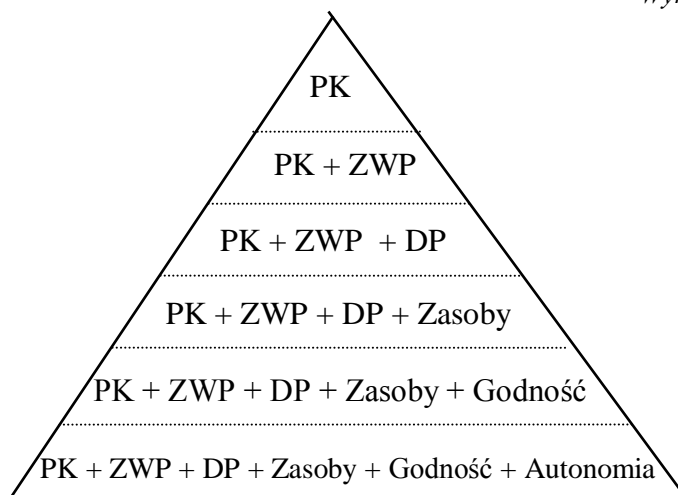 PK
PK + ZWP
PK + ZWP + DP
PK + ZWP + DP + Zasoby
PK + ZWP + DP + Zasoby + Godność
PK + ZWP + DP + Zasoby + Godność + Autonomia